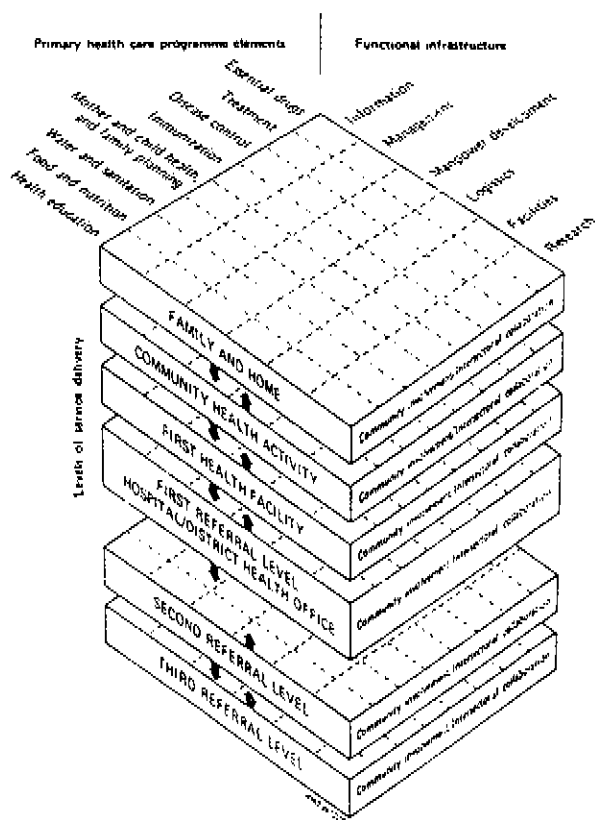 Primary health care programme elements
Functional infrastructure
Essential drugs
Treatment
Disease control
Immunization
Mother and child health,
and family planning
Water and sanitation
Food and nutrition
Health education
Information
Management
Manpower development
Logistics
Facilities
Research
Levels of service delivery
FAMILY AND HOME
Community involvement intersectoral collaboration
COMMUNITY HEALTH ACTIVITY
Community involvement intersectoral collaboration
FIRST HEALTH FACILITY
Community involvement intersectoral collaboration
FIRST REFERRAL LEVEL
HOSPITAL/DISTRICT HEALTH OFFICE
Community involvement intersectoral collaboration
SECOND REFERRAL LEVEL
Community involvement intersectoral collaboration
THIRD REFERRAL LEVEL
Community involvement intersectoral collaboration